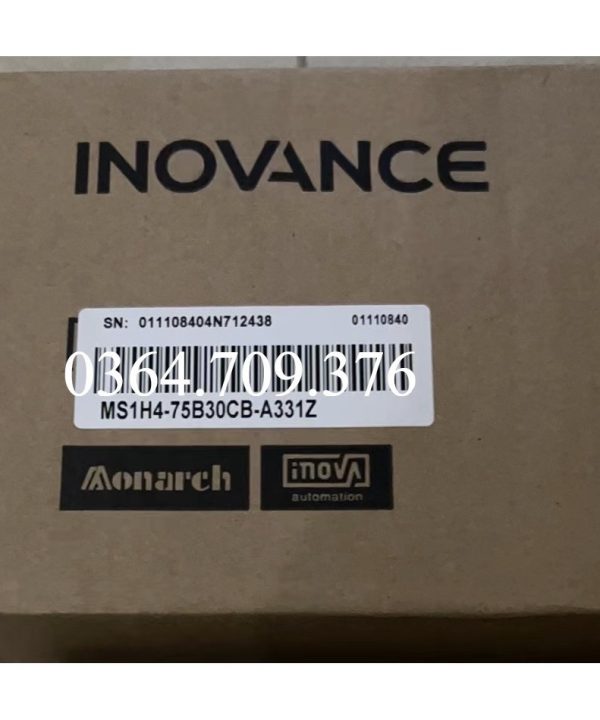 INOVANCE
SN: 011108404N712438 01110840
0364.709.376
MS1H4-75B30CB-A331Z
Monarch
inova
automation